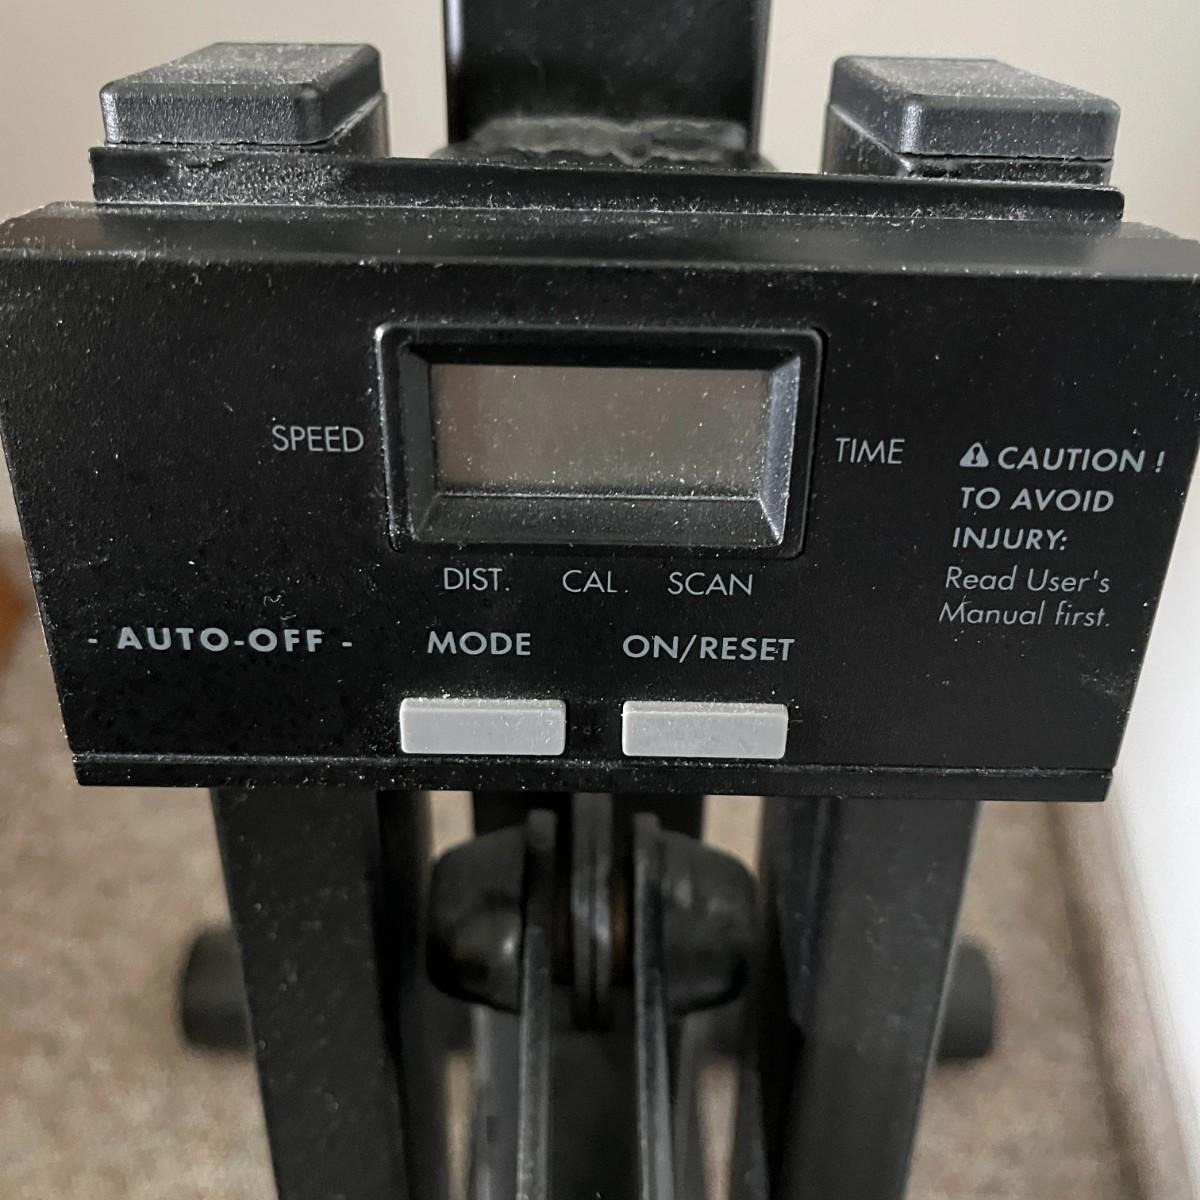 SPEED
TIME
DIST. CAL. SCAN
- AUTO-OFF - MODE ON/RESET
⚠ CAUTION !
TO AVOID
INJURY:
Read User's
Manual first.